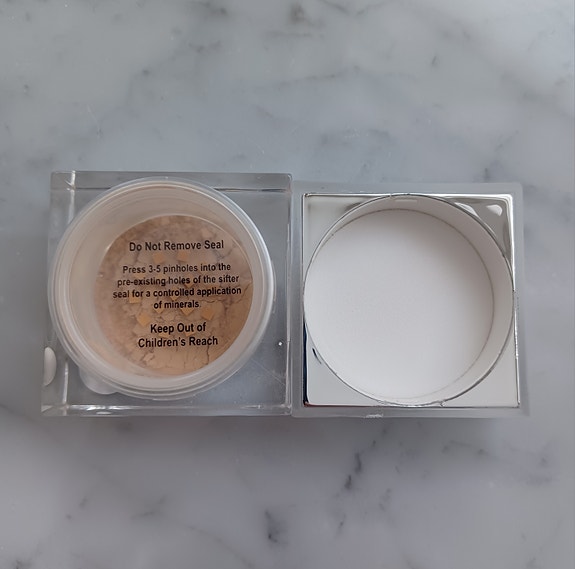 Do Not Remove Seal
Press 3-5 pinholes into the
pre-existing holes of the sifter
seal for a controlled application
of minerals
Keep Out of
Children's Reach